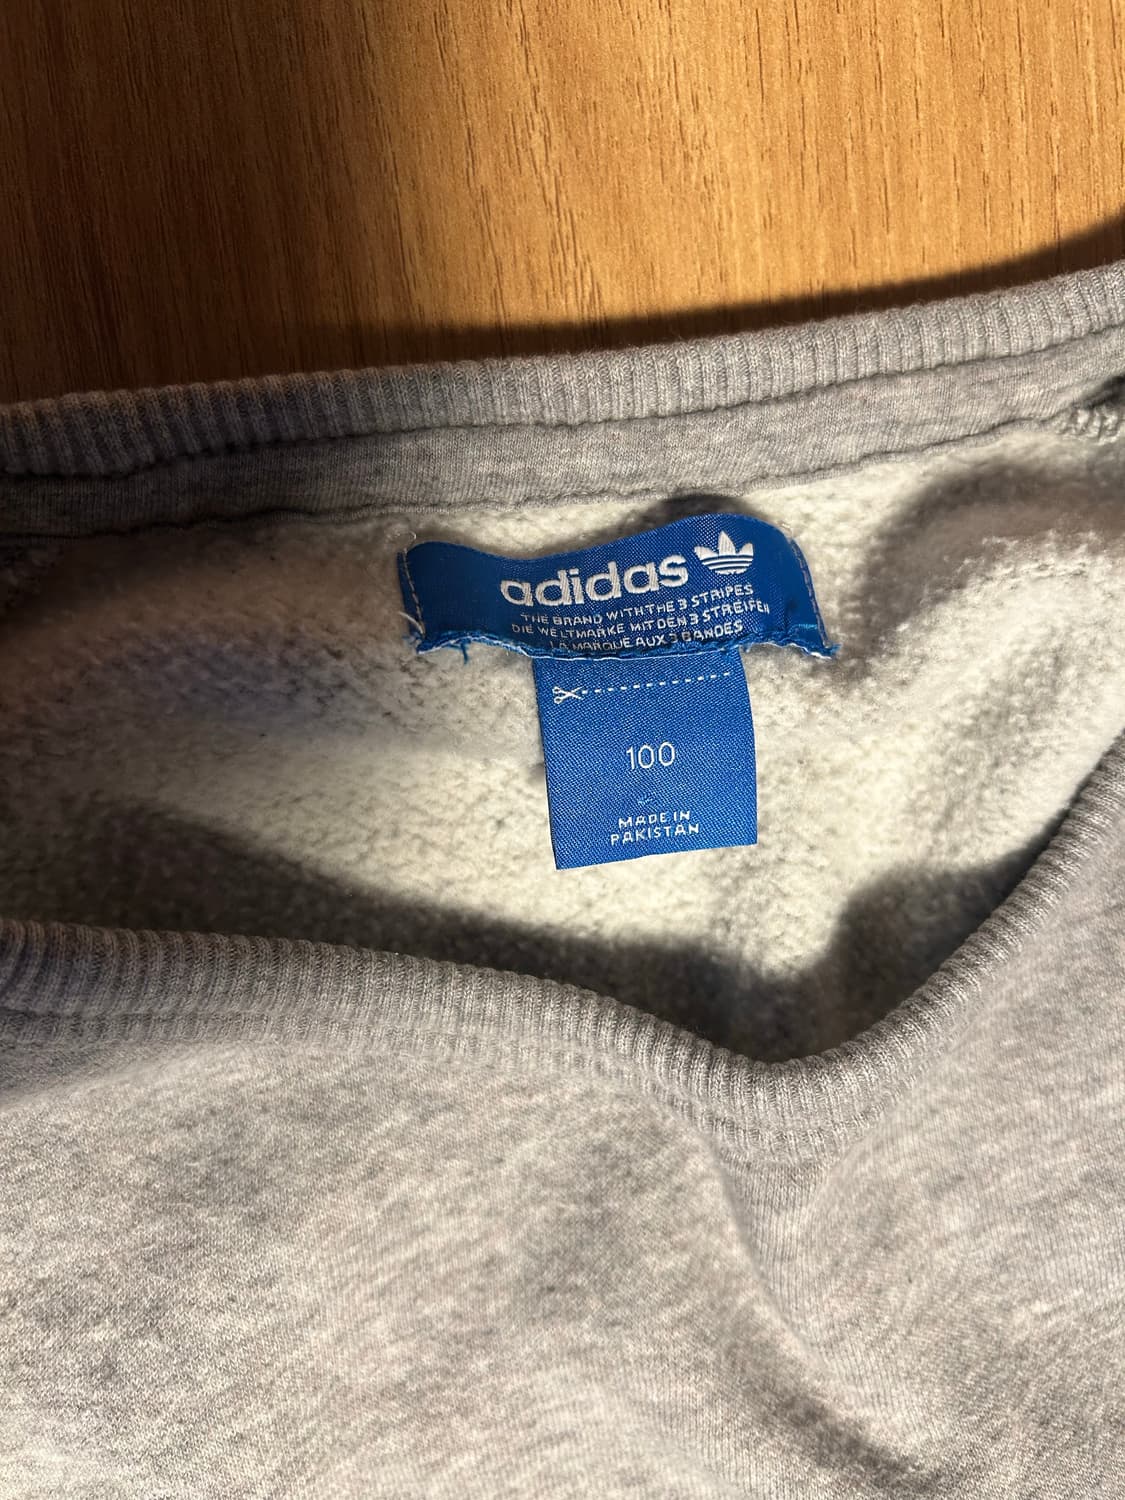 adidas
THE BRAND WITH THE 3 STRIPES
DIE WELTMARKE MIT DEN 3 STREIFEN
LA MARQUE AUX 3 BANDES
100
MADE IN
PAKISTAN